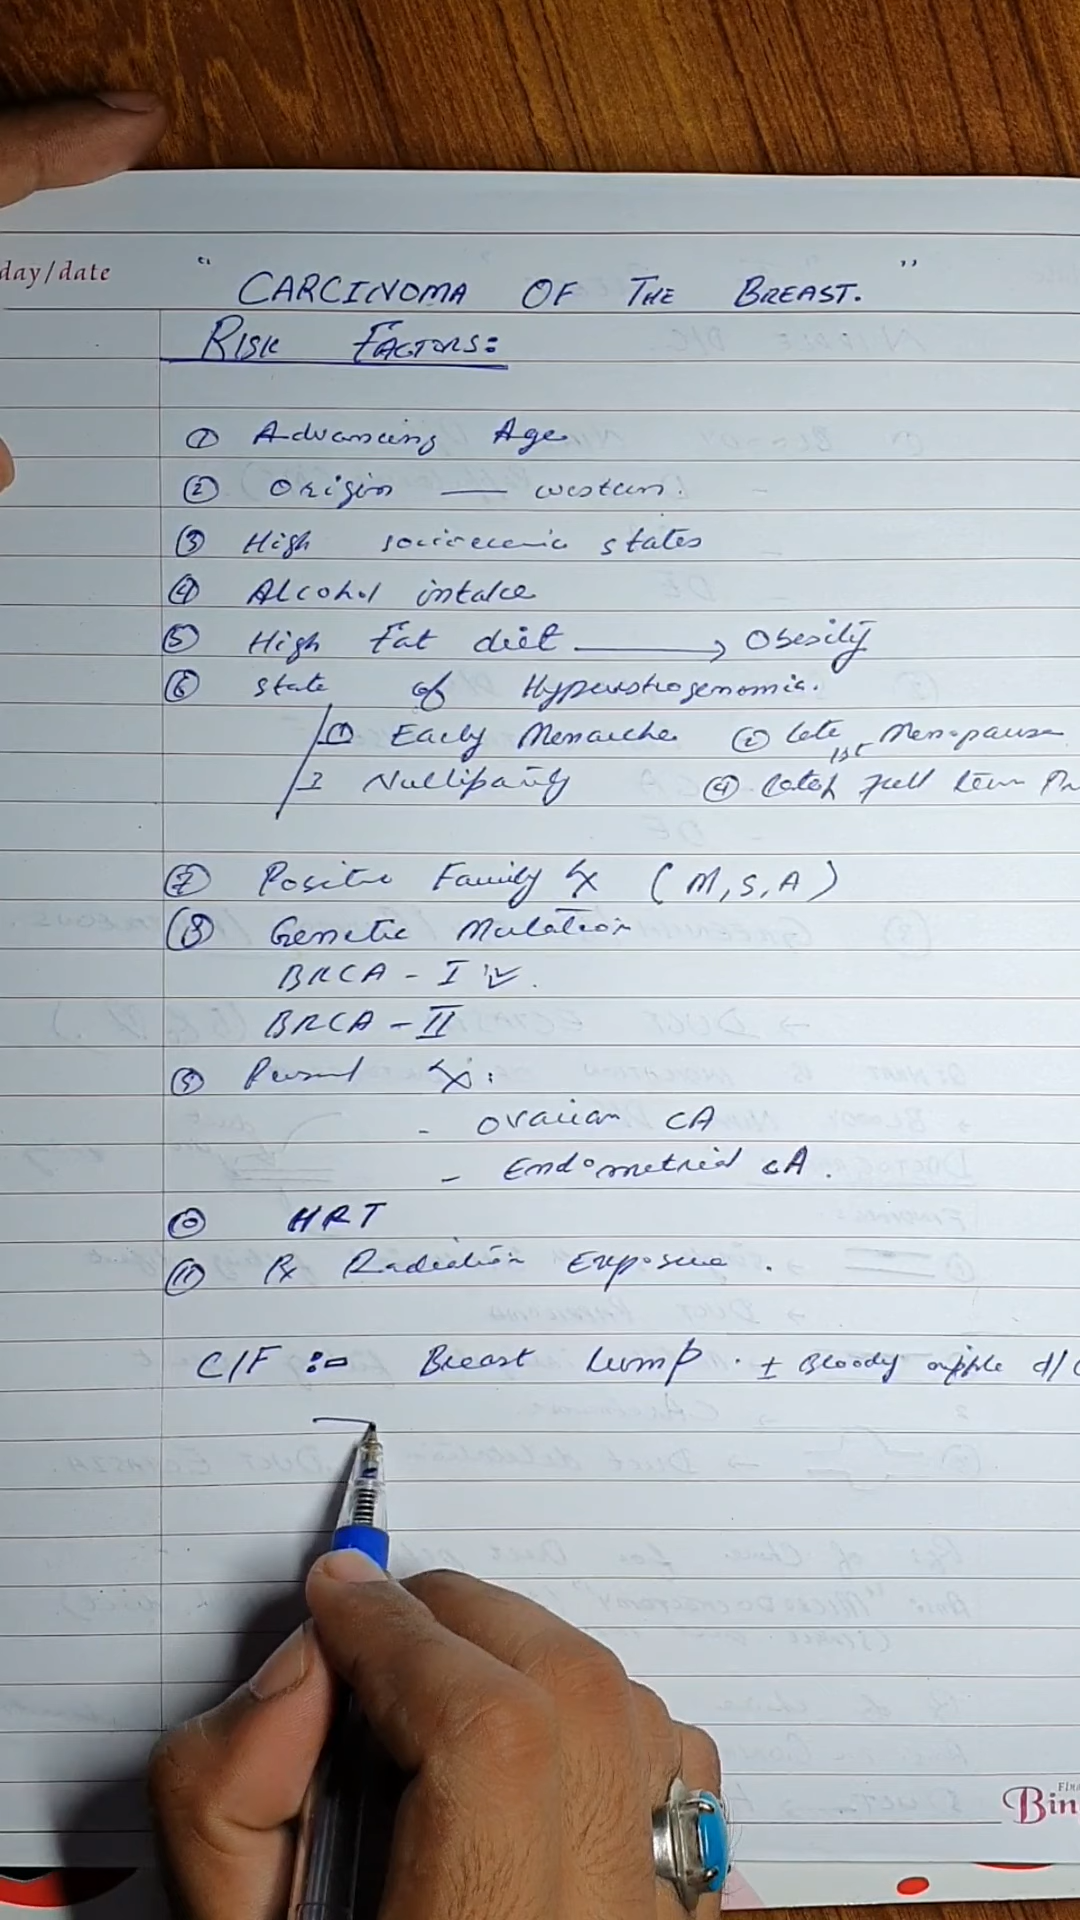 day/date
" CARCINOMA OF THE BREAST. "
RISK FACTORS:
① Advancing Age
② Origin — western.
③ High socioeconomic states
④ Alcohol intake
⑤ High Fat diet → Obesity
⑥ state of Hyperestrogenomia.
① Early Menarche ② late Menopause
Nulliparity ④ late 1st full term
⑦ Positive Family Hx (M, S, A)
⑧ Genetic Mutation
BRCA - I
BRCA - II
⑨ Personal Hx:
- Ovarian CA
- Endometrial CA.
⑩ HRT
⑪ Rx Radiation Exposure.
C/F :- Breast Lump. ± Bloody nipple d/c
Bin